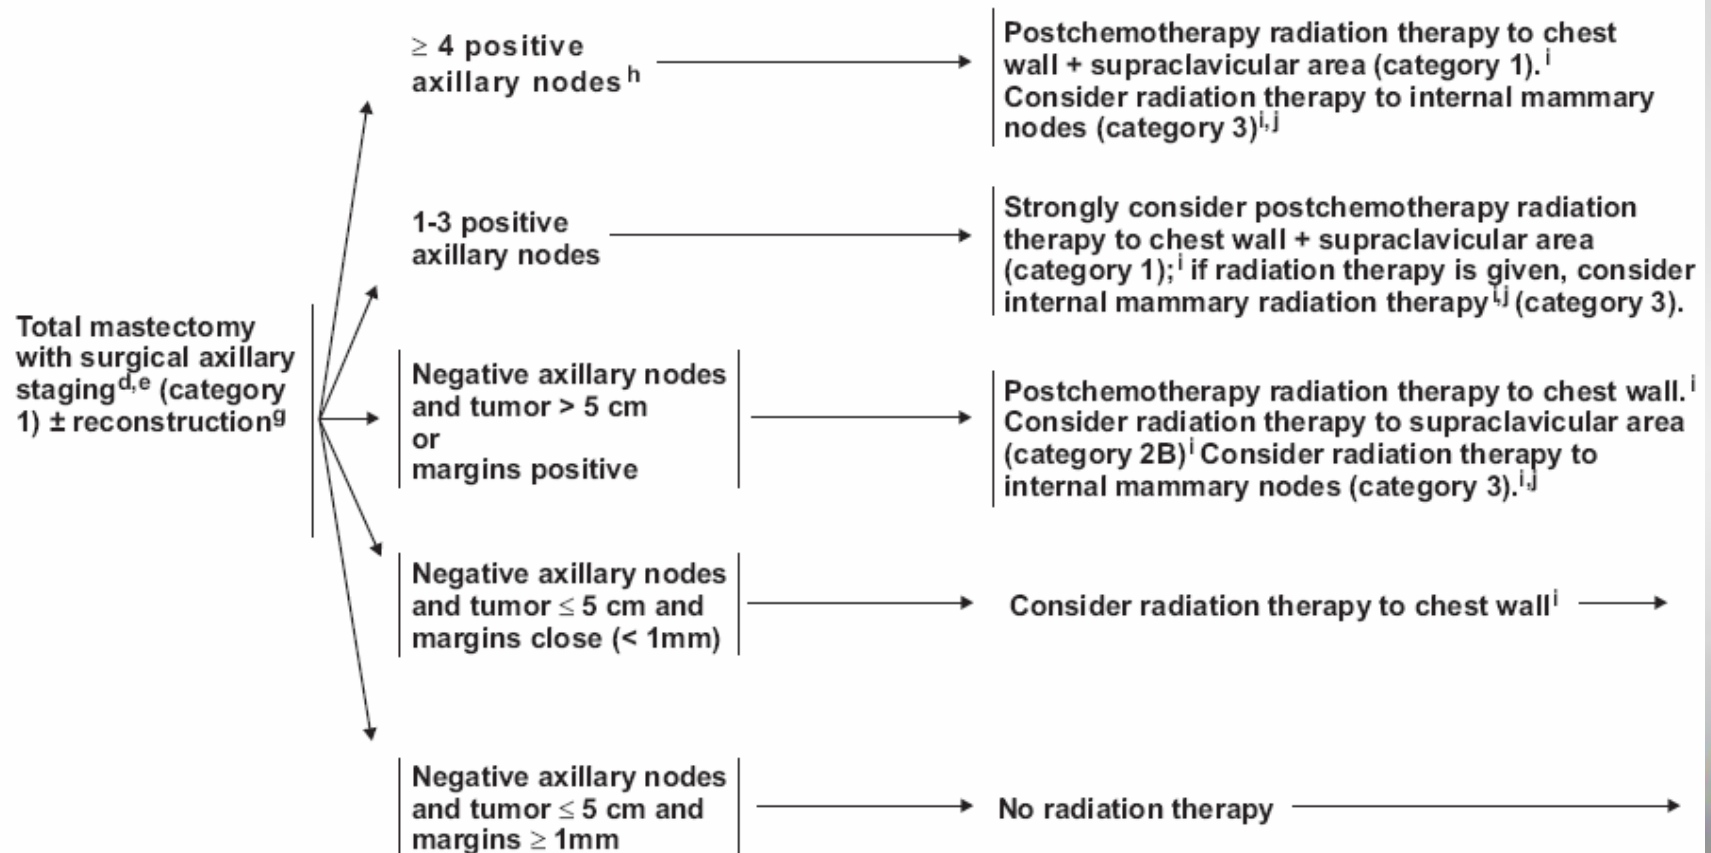 ≥ 4 positive
axillary nodes h
Postchemotherapy radiation therapy to chest
wall + supraclavicular area (category 1). i
Consider radiation therapy to internal mammary
nodes (category 3)i,j
1-3 positive
axillary nodes
Strongly consider postchemotherapy radiation
therapy to chest wall + supraclavicular area
(category 1);i if radiation therapy is given, consider
internal mammary radiation therapy i,j (category 3).
Total mastectomy
with surgical axillary
staging d,e (category
1) ± reconstruction g
Negative axillary nodes
and tumor > 5 cm
or
margins positive
Postchemotherapy radiation therapy to chest wall. i
Consider radiation therapy to supraclavicular area
(category 2B)i Consider radiation therapy to
internal mammary nodes (category 3).i,j
Negative axillary nodes
and tumor ≤ 5 cm and
margins close (< 1mm)
Consider radiation therapy to chest wall i
Negative axillary nodes
and tumor ≤ 5 cm and
margins ≥ 1mm
No radiation therapy